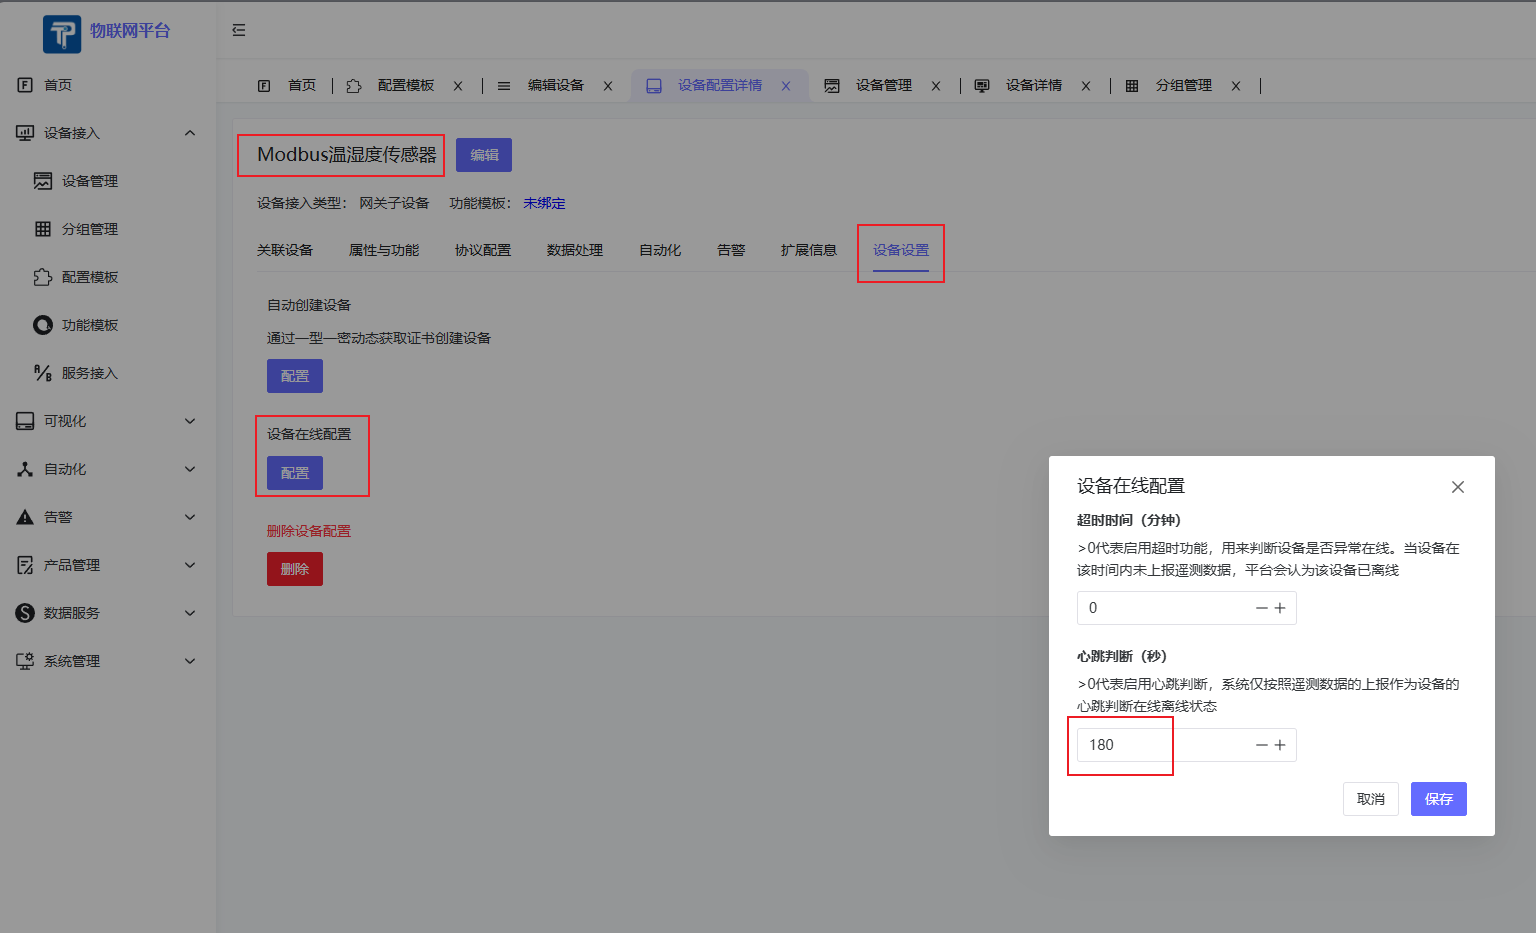 物联网平台
首页
设备接入
设备管理
分组管理
配置模板
功能模板
服务接入
可视化
自动化
告警
产品管理
数据服务
系统管理
首页 配置模板 编辑设备 设备配置详情 设备管理 设备详情 分组管理
Modbus温湿度传感器 编辑
设备接入类型： 网关子设备 功能模板： 未绑定
关联设备 属性与功能 协议配置 数据处理 自动化 告警 扩展信息 设备设置
自动创建设备
通过一型一密动态获取证书创建设备
配置
设备在线配置
配置
删除设备配置
删除
设备在线配置
超时时间（分钟）
>0代表启用超时功能，用来判断设备是否异常在线。当设备在
该时间内未上报遥测数据，平台会认为该设备已离线
0
心跳判断（秒）
>0代表启用心跳判断，系统仅按照遥测数据的上报作为设备的
心跳判断在线离线状态
180
取消 保存